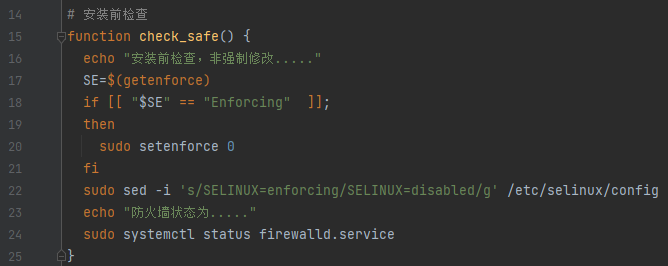 14 # 安装前检查
15 function check_safe() {
16 echo "安装前检查，非强制修改....."
17 SE=$(getenforce)
18 if [[ "$SE" == "Enforcing"  ]];
19 then
20 sudo setenforce 0
21 fi
22 sudo sed -i 's/SELINUX=enforcing/SELINUX=disabled/g' /etc/selinux/config
23 echo "防火墙状态为....."
24 sudo systemctl status firewalld.service
25 }